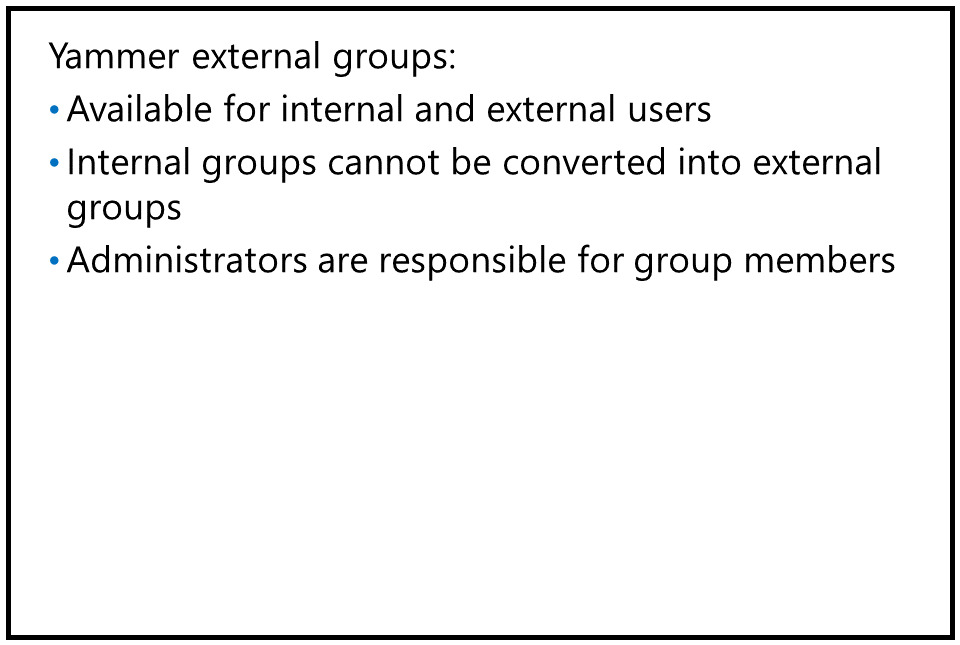 Yammer external groups:
• Available for internal and external users
• Internal groups cannot be converted into external
groups
• Administrators are responsible for group members